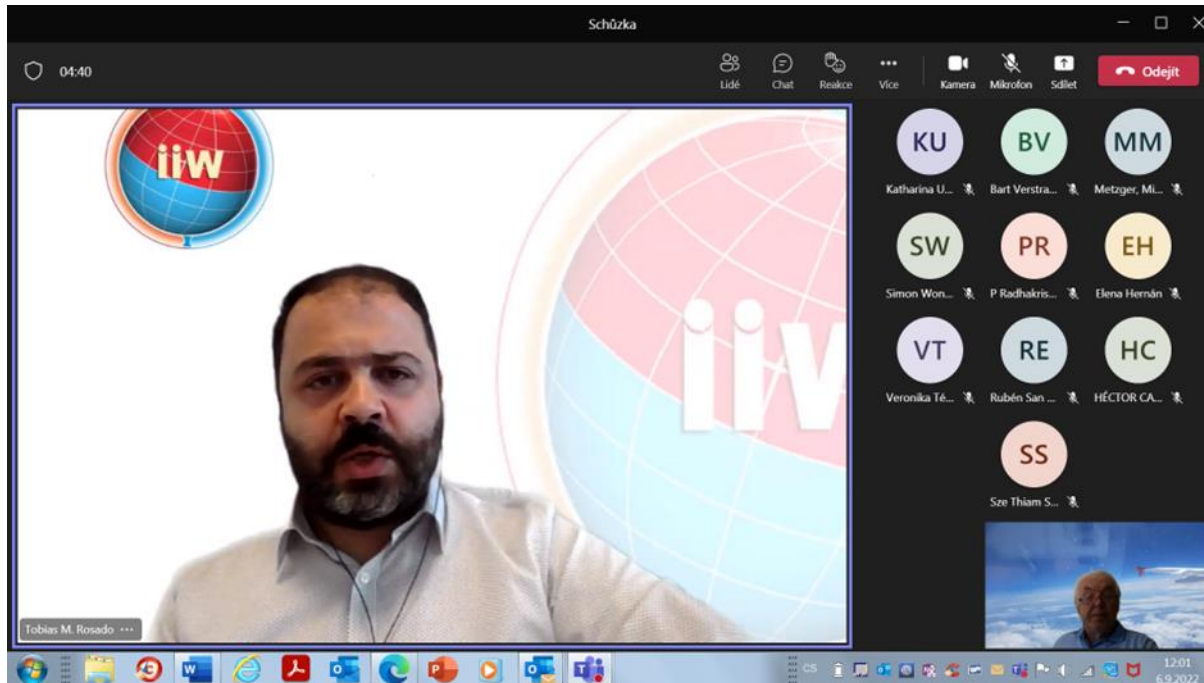 Schůzka
04:40
Lidé
Chat
Reakce
Více
Kamera
Mikrofon
Sdílet
Odejít
iiw
iiw
KU
BV
MM
Katharina U...
Bart Verstra...
Metzger, Mi...
SW
PR
EH
Simon Won...
P Radhakris...
Elena Hernán
VT
RE
HC
Veronika Té...
Rubén San ...
HÉCTOR CA...
SS
Sze Thiam S...
Tobias M. Rosado ...
CS
12:01
6.9.2022